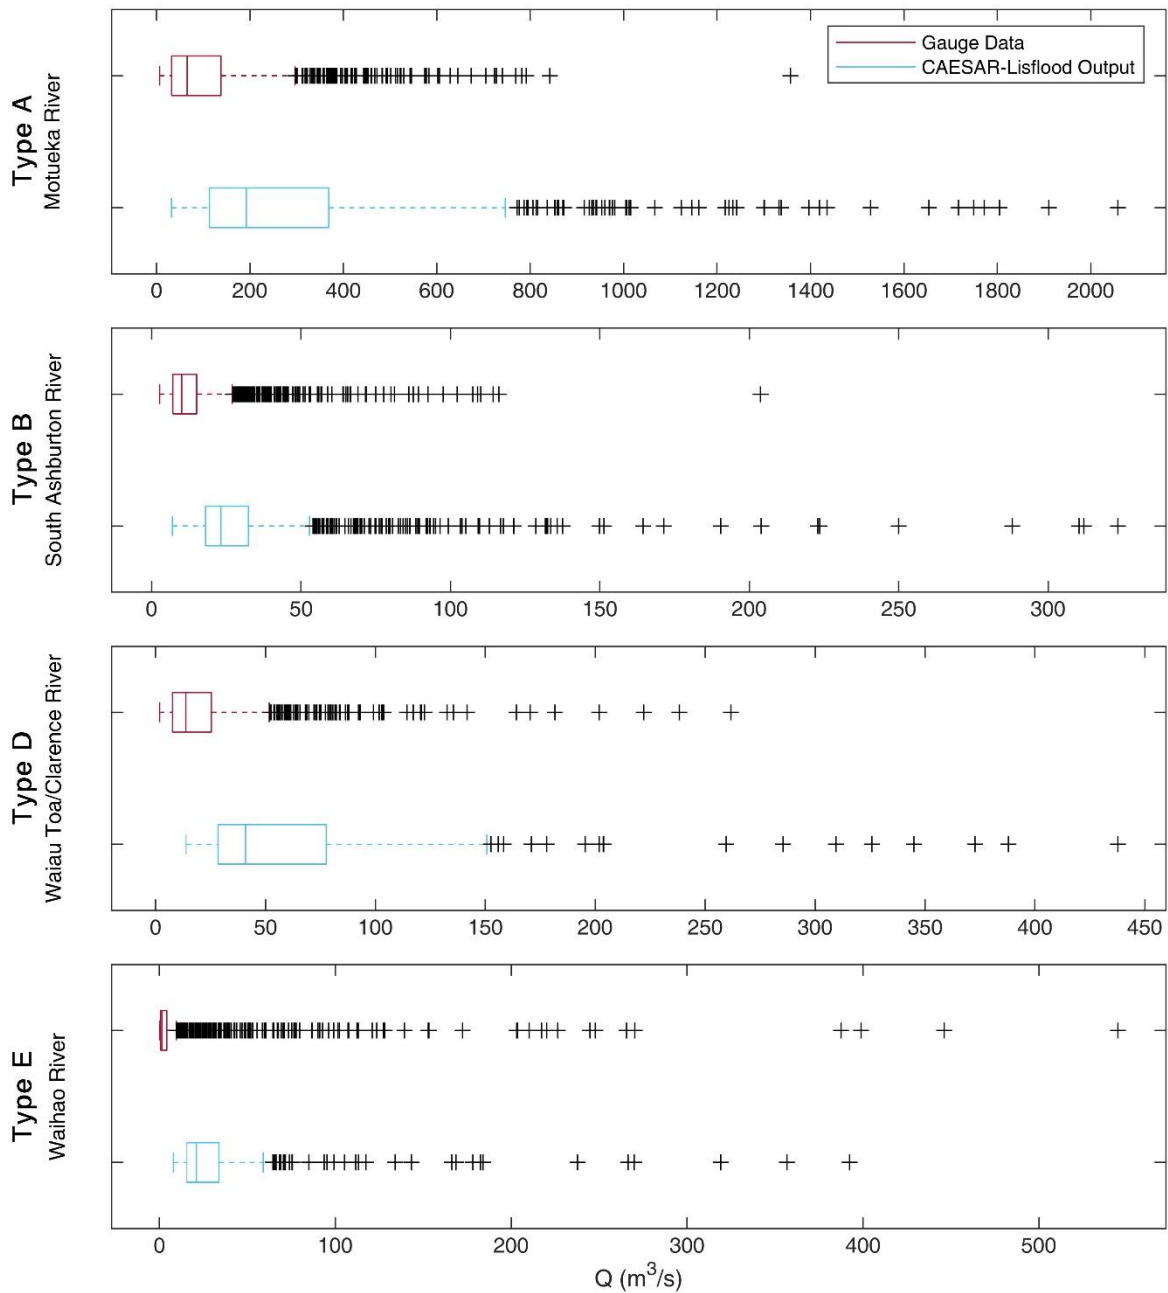 Gauge Data
CAESAR-Lisflood Output
Type A
Motueka River
0 200 400 600 800 1000 1200 1400 1600 1800 2000
Type B
South Ashburton River
0 50 100 150 200 250 300
Type D
Waiau Toa/Clarence River
0 50 100 150 200 250 300 350 400 450
Type E
Waihao River
0 100 200 300 400 500
Q (m³/s)